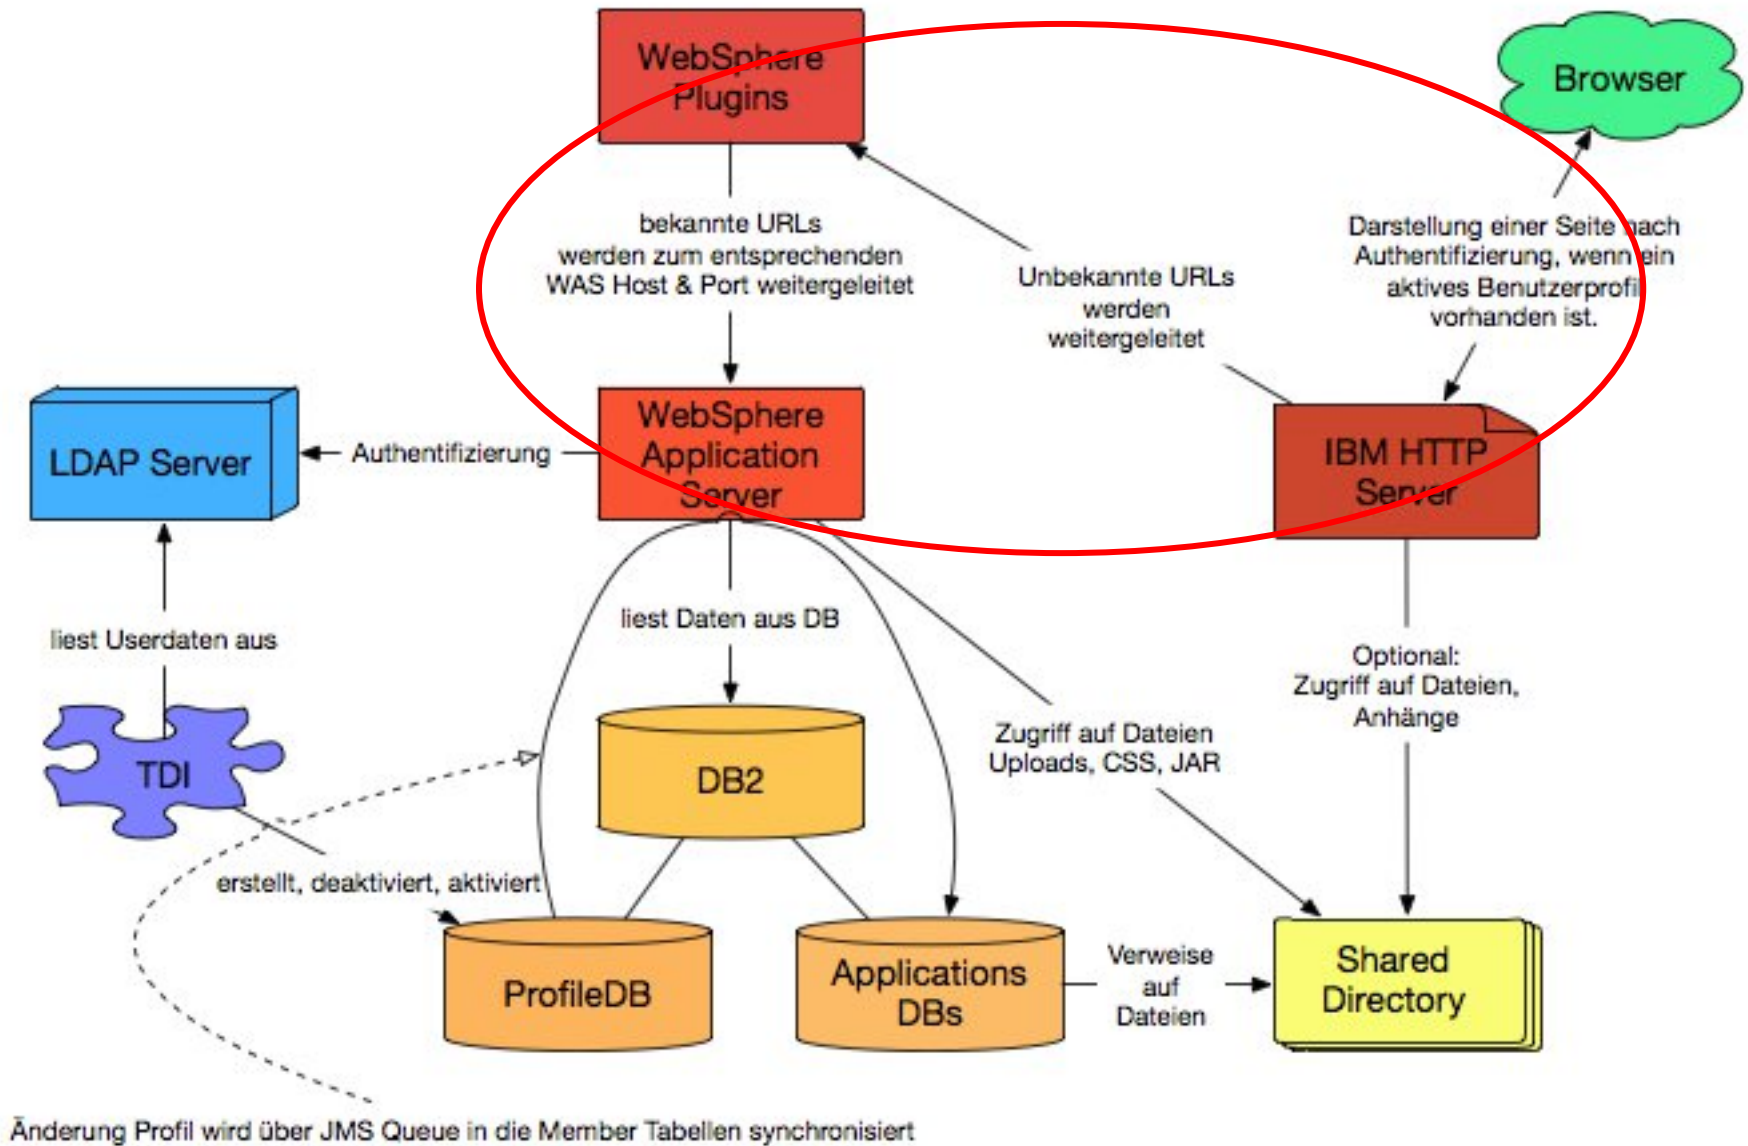 WebSphere
Plugins
Browser
bekannte URLs
werden zum entsprechenden
WAS Host & Port weitergeleitet
Unbekannte URLs
werden
weitergeleitet
Darstellung einer Seite nach
Authentifizierung, wenn ein
aktives Benutzerprofil
vorhanden ist.
LDAP Server
Authentifizierung
WebSphere
Application
Server
IBM HTTP
Server
liest Userdaten aus
liest Daten aus DB
Optional:
Zugriff auf Dateien,
Anhänge
TDI
DB2
Zugriff auf Dateien
Uploads, CSS, JAR
erstellt, deaktiviert, aktiviert
ProfileDB
Applications
DBs
Verweise
auf
Dateien
Shared
Directory
Änderung Profil wird über JMS Queue in die Member Tabellen synchronisiert